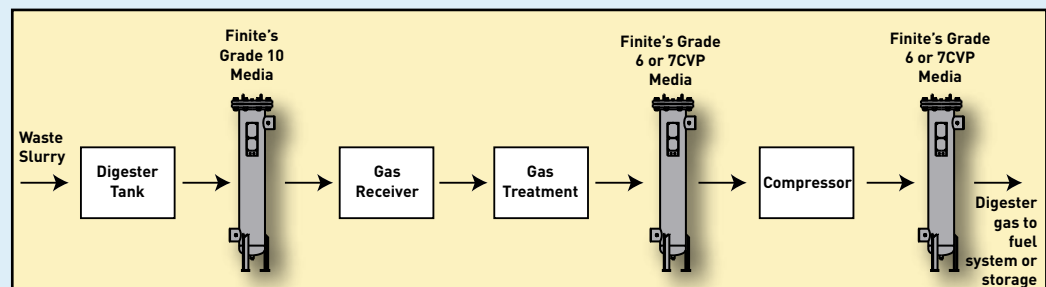 Waste
Slurry
Digester
Tank
Finite's
Grade 10
Media
Gas
Receiver
Gas
Treatment
Finite's Grade
6 or 7CVP
Media
Compressor
Finite's Grade
6 or 7CVP
Media
Digester
gas to
fuel
system or
storage